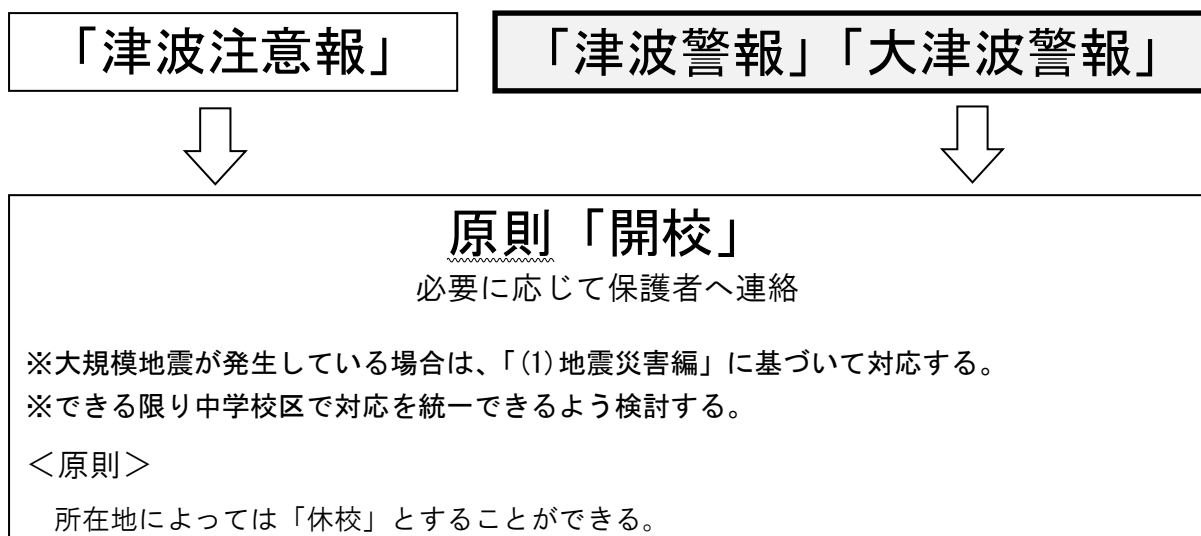 「津波注意報」
「津波警報」「大津波警報」
原則「開校」
必要に応じて保護者へ連絡
※大規模地震が発生している場合は、「(1)地震災害編」に基づいて対応する。
※できる限り中学校区で対応を統一できるよう検討する。
＜原則＞
所在地によっては「休校」とすることができる。